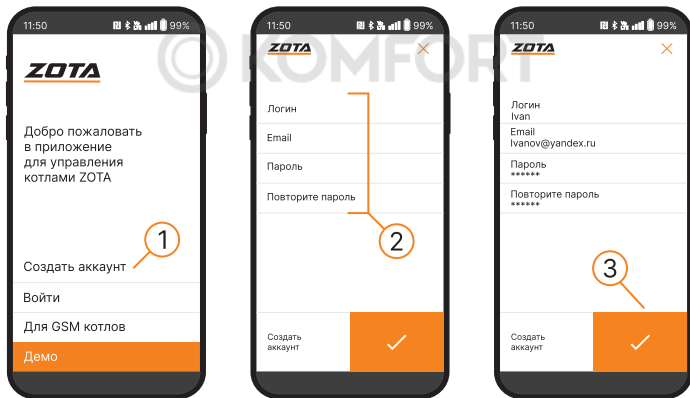 11:50
99%
ZOTA
Добро пожаловать
в приложение
для управления
котлами ZOTA
1
Создать аккаунт
Войти
Для GSM котлов
Демо
11:50
99%
ZOTA
Логин
Email
Пароль
Повторите пароль
2
Создать
аккаунт
11:50
99%
ZOTA
Логин
Ivan
Email
Ivanov@yandex.ru
Пароль
******
Повторите пароль
******
3
Создать
аккаунт
KOMFORT